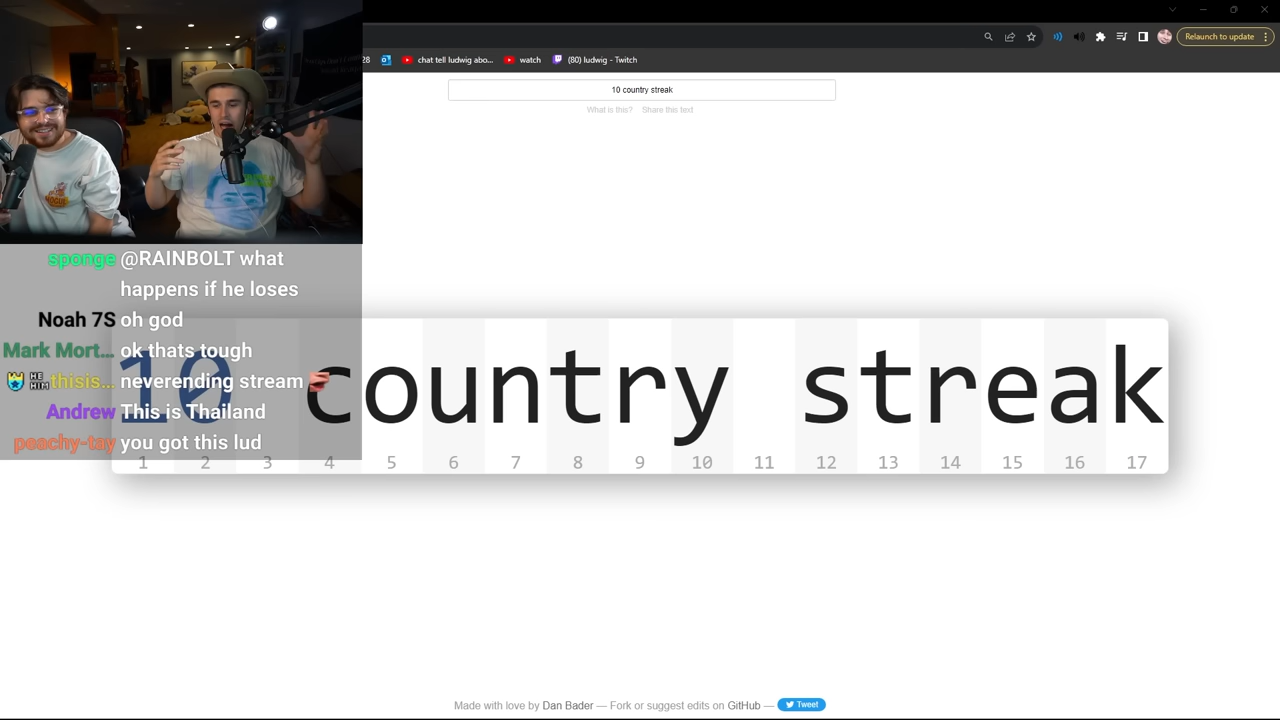 Relaunch to update
28
chat tell ludwig abo...
watch
(80) ludwig - Twitch
10 country streak
What is this? Share this text
sponge @RAINBOLT what
happens if he loses
Noah 7S oh god
Mark Mort... ok thats tough
HE HIM thisis... neverending stream
Andrew This is Thailand
peachy-tay you got this lud
10 country streak
1 2 3 4 5 6 7 8 9 10 11 12 13 14 15 16 17
Made with love by Dan Bader — Fork or suggest edits on GitHub — Tweet